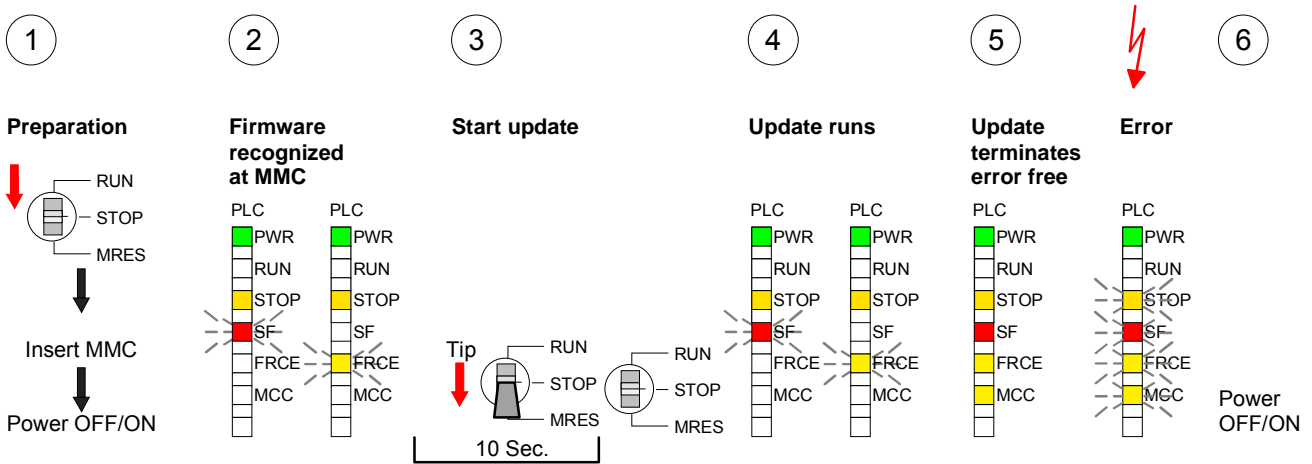 1
Preparation
RUN
STOP
MRES
Insert MMC
Power OFF/ON
2
Firmware
recognized
at MMC
PLC
PWR
RUN
STOP
SF
FRCE
MCC
PLC
PWR
RUN
STOP
SF
FRCE
MCC
3
Start update
Tip
RUN
STOP
MRES
10 Sec.
RUN
STOP
MRES
4
Update runs
PLC
PWR
RUN
STOP
SF
FRCE
MCC
PLC
PWR
RUN
STOP
SF
FRCE
MCC
5
Update
terminates
error free
PLC
PWR
RUN
STOP
SF
FRCE
MCC
Error
PLC
PWR
RUN
STOP
SF
FRCE
MCC
6
Power
OFF/ON